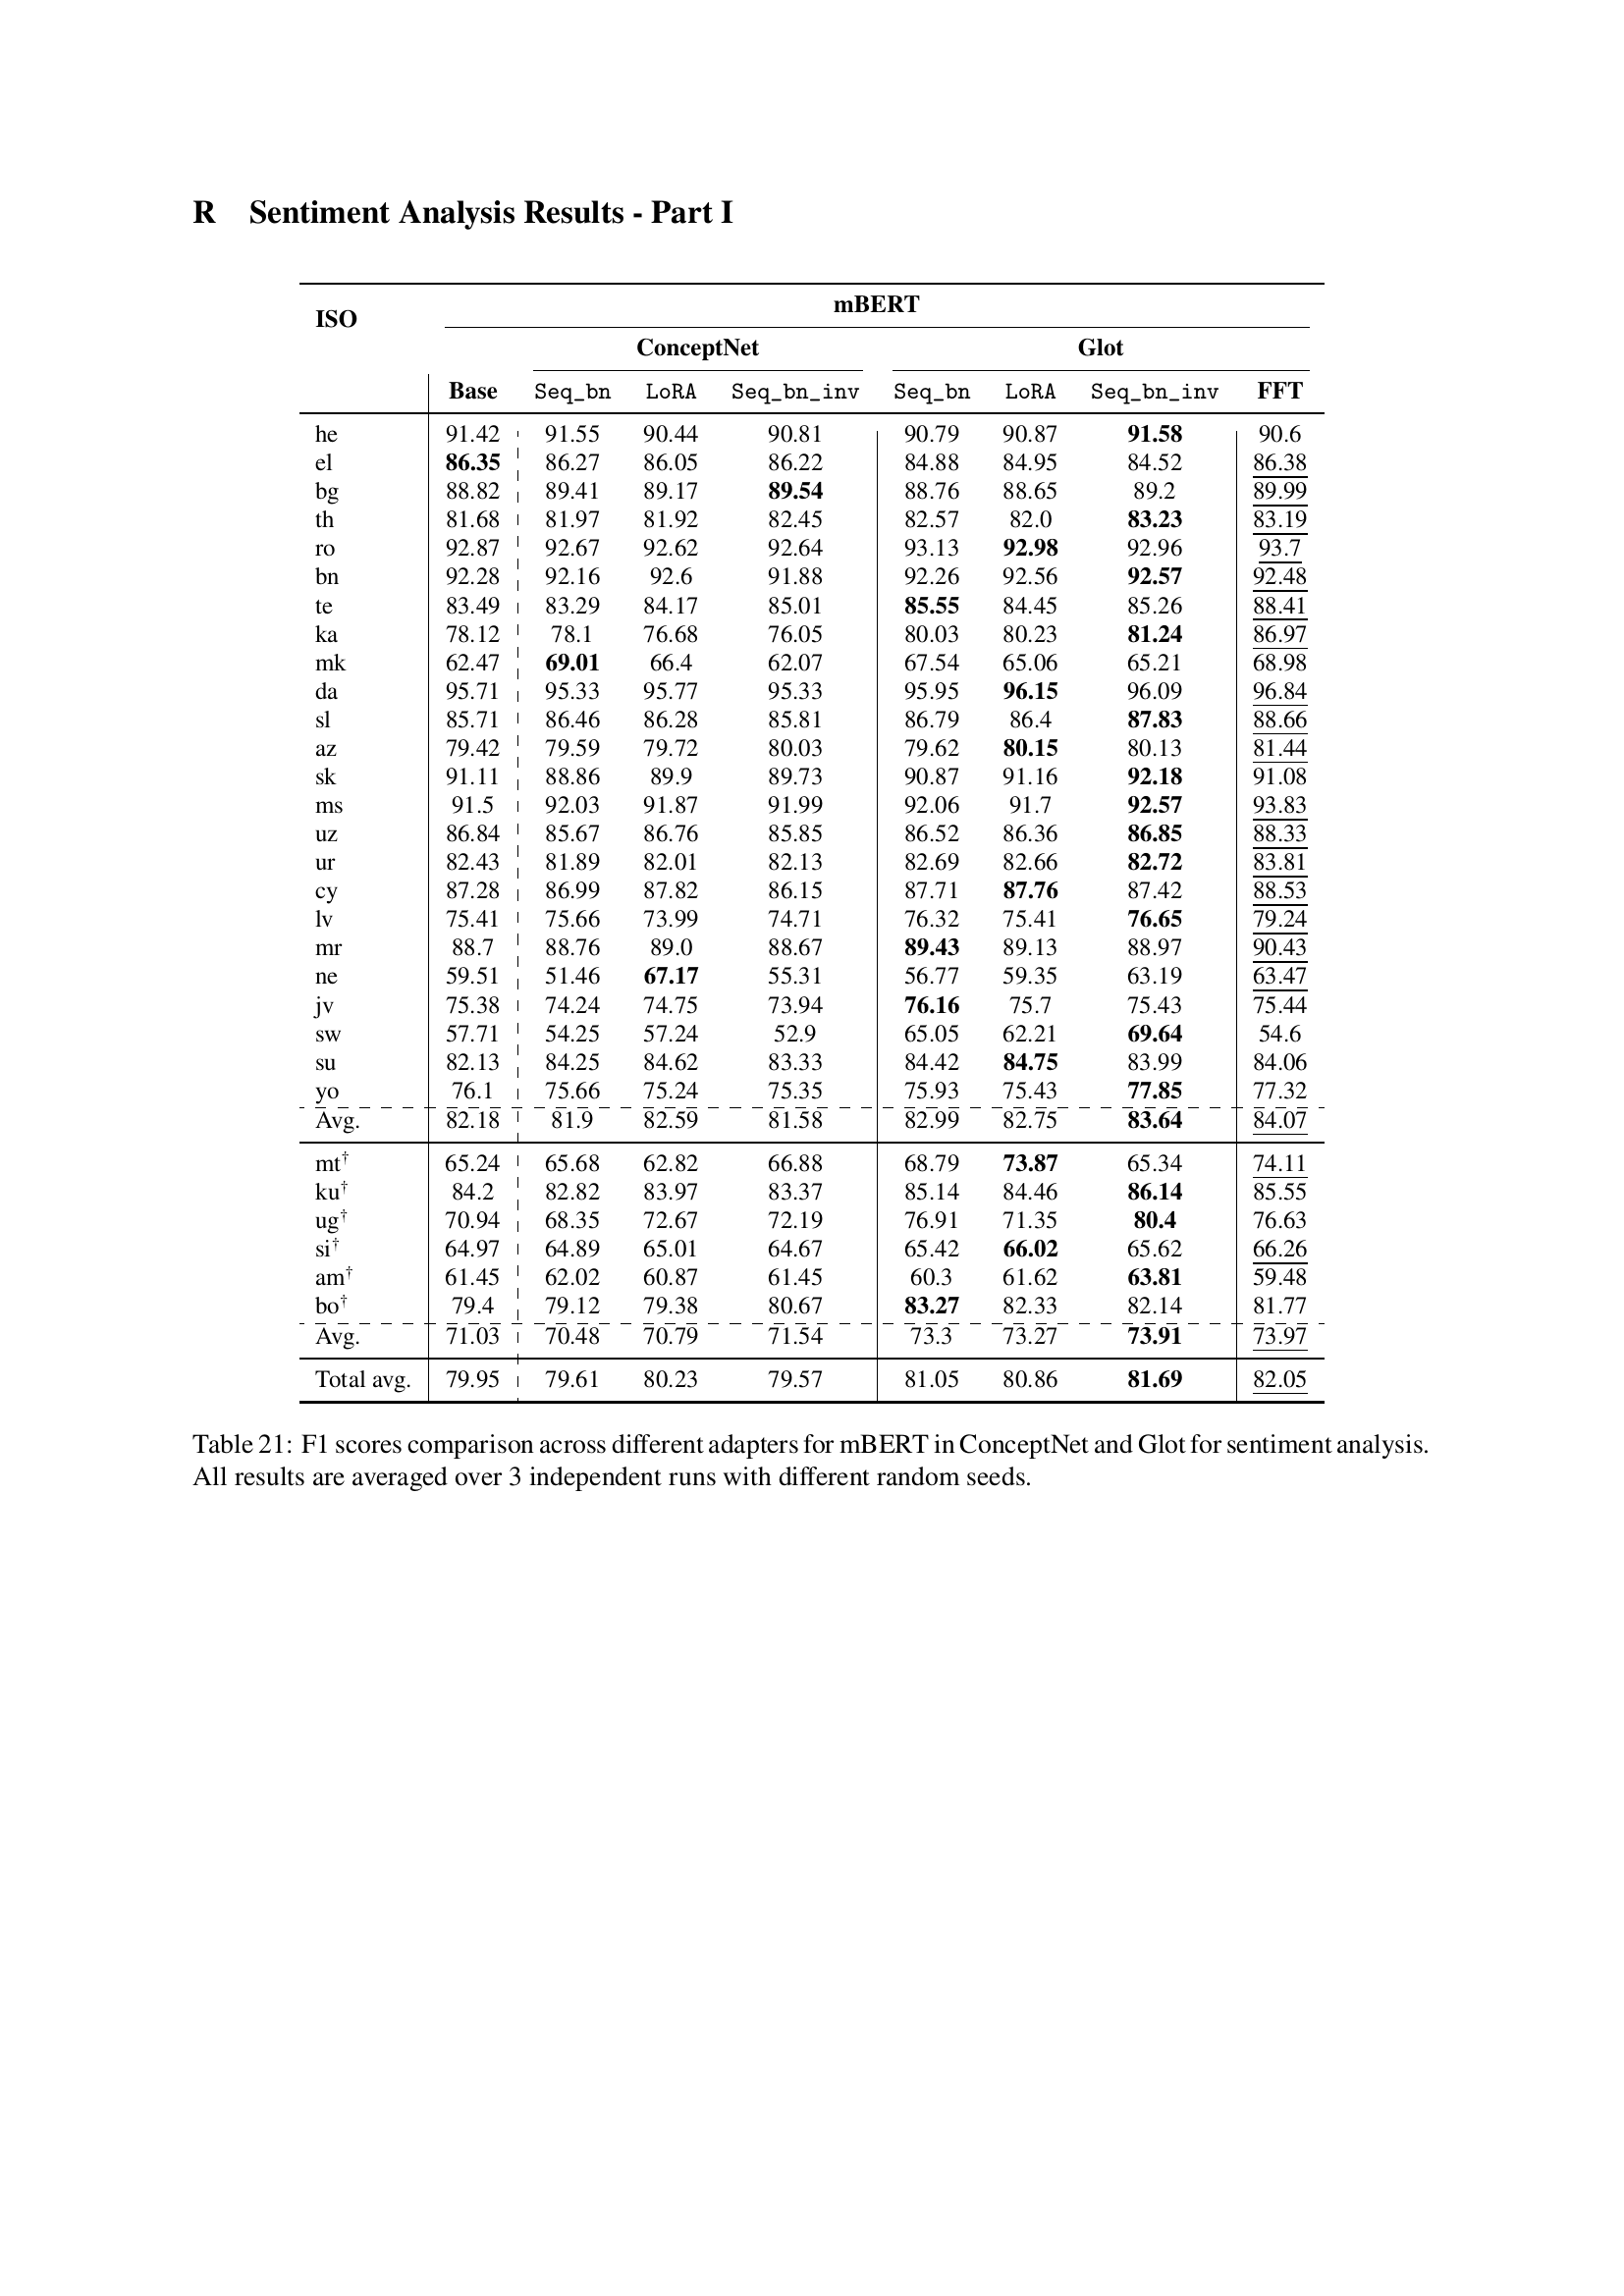 R Sentiment Analysis Results - Part I
ISO mBERT
ConceptNet Glot
Base Seq_bn LoRA Seq_bn_inv Seq_bn LoRA Seq_bn_inv FFT
he 91.42 91.55 90.44 90.81 90.79 90.87 91.58 90.6
el 86.35 86.27 86.05 86.22 84.88 84.95 84.52 86.38
bg 88.82 89.41 89.17 89.54 88.76 88.65 89.2 89.99
th 81.68 81.97 81.92 82.45 82.57 82.0 83.23 83.19
ro 92.87 92.67 92.62 92.64 93.13 92.98 92.96 93.7
bn 92.28 92.16 92.6 91.88 92.26 92.56 92.57 92.48
te 83.49 83.29 84.17 85.01 85.55 84.45 85.26 88.41
ka 78.12 78.1 76.68 76.05 80.03 80.23 81.24 86.97
mk 62.47 69.01 66.4 62.07 67.54 65.06 65.21 68.98
da 95.71 95.33 95.77 95.33 95.95 96.15 96.09 96.84
sl 85.71 86.46 86.28 85.81 86.79 86.4 87.83 88.66
az 79.42 79.59 79.72 80.03 79.62 80.15 80.13 81.44
sk 91.11 88.86 89.9 89.73 90.87 91.16 92.18 91.08
ms 91.5 92.03 91.87 91.99 92.06 91.7 92.57 93.83
uz 86.84 85.67 86.76 85.85 86.52 86.36 86.85 88.33
ur 82.43 81.89 82.01 82.13 82.69 82.66 82.72 83.81
cy 87.28 86.99 87.82 86.15 87.71 87.76 87.42 88.53
lv 75.41 75.66 73.99 74.71 76.32 75.41 76.65 79.24
mr 88.7 88.76 89.0 88.67 89.43 89.13 88.97 90.43
ne 59.51 51.46 67.17 55.31 56.77 59.35 63.19 63.47
jv 75.38 74.24 74.75 73.94 76.16 75.7 75.43 75.44
sw 57.71 54.25 57.24 52.9 65.05 62.21 69.64 54.6
su 82.13 84.25 84.62 83.33 84.42 84.75 83.99 84.06
yo 76.1 75.66 75.24 75.35 75.93 75.43 77.85 77.32
Avg. 82.18 81.9 82.59 81.58 82.99 82.75 83.64 84.07
mt† 65.24 65.68 62.82 66.88 68.79 73.87 65.34 74.11
ku† 84.2 82.82 83.97 83.37 85.14 84.46 86.14 85.55
ug† 70.94 68.35 72.67 72.19 76.91 71.35 80.4 76.63
si† 64.97 64.89 65.01 64.67 65.42 66.02 65.62 66.26
am† 61.45 62.02 60.87 61.45 60.3 61.62 63.81 59.48
bo† 79.4 79.12 79.38 80.67 83.27 82.33 82.14 81.77
Avg. 71.03 70.48 70.79 71.54 73.3 73.27 73.91 73.97
Total avg. 79.95 79.61 80.23 79.57 81.05 80.86 81.69 82.05
Table 21: F1 scores comparison across different adapters for mBERT in ConceptNet and Glot for sentiment analysis.
All results are averaged over 3 independent runs with different random seeds.